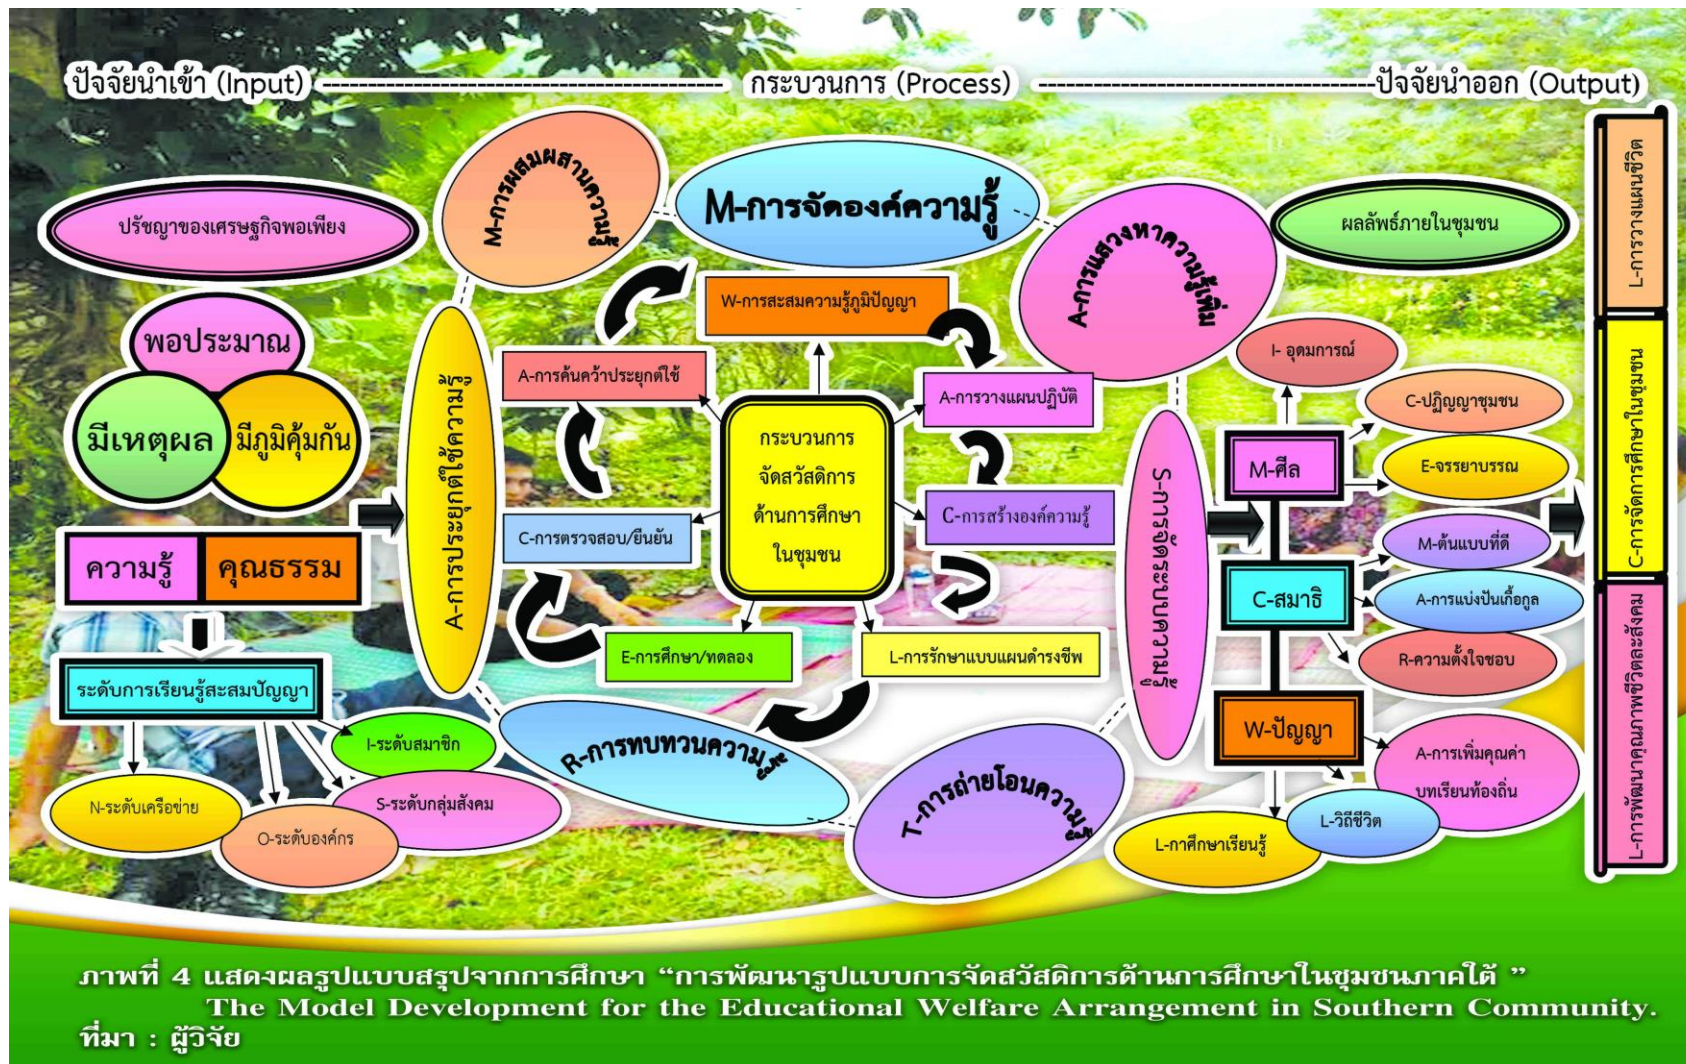 ปัจจัยนำเข้า (Input) ---------------------------------------- กระบวนการ (Process) ----------------------------------ปัจจัยนำออก (Output)
ปรัชญาของเศรษฐกิจพอเพียง
พอประมาณ
มีเหตุผล
มีภูมิคุ้มกัน
ความรู้
คุณธรรม
ระดับการเรียนรู้สะสมปัญญา
I-ระดับสมาชิก
S-ระดับกลุ่มสังคม
O-ระดับองค์กร
N-ระดับเครือข่าย
M-การจัดองค์ความรู้
A-การแสวงหาความรู้เพิ่ม
S-การจัดระบบความรู้
T-การถ่ายโอนความรู้
R-การทบทวนความรู้
A-การประยุกต์ใช้ความรู้
M-การผสมผสานความรู้
กระบวนการ
จัดสวัสดิการ
ด้านการศึกษา
ในชุมชน
W-การสะสมความรู้ภูมิปัญญา
A-การวางแผนปฏิบัติ
C-การสร้างองค์ความรู้
L-การรักษาแบบแผนดำรงชีพ
E-การศึกษา/ทดลอง
C-การตรวจสอบ/ยืนยัน
A-การค้นคว้าประยุกต์ใช้
ผลลัพธ์ภายในชุมชน
M-ศีล
I- อุดมการณ์
C-ปฏิญญาชุมชน
E-จรรยาบรรณ
C-สมาธิ
M-ต้นแบบที่ดี
A-การแบ่งปันเกื้อกูล
R-ความตั้งใจชอบ
W-ปัญญา
A-การเพิ่มคุณค่า
บทเรียนท้องถิ่น
L-วิถีชีวิต
L-กาศึกษาเรียนรู้
L-การวางแผนชีวิต
C-การจัดการศึกษาในชุมชน
L-การพัฒนาคุณภาพชีวิตละสังคม
ภาพที่ 4 แสดงผลรูปแบบสรุปจากการศึกษา “การพัฒนารูปแบบการจัดสวัสดิการด้านการศึกษาในชุมชนภาคใต้ ”
The Model Development for the Educational Welfare Arrangement in Southern Community.
ที่มา : ผู้วิจัย